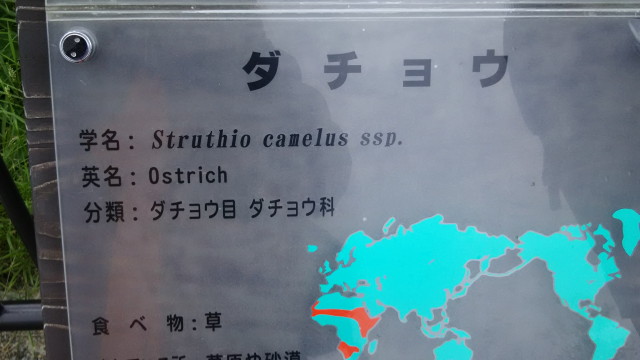 ダチョウ
学名: Struthio camelus ssp.
英名: Ostrich
分類: ダチョウ目 ダチョウ科
食べ物: 草